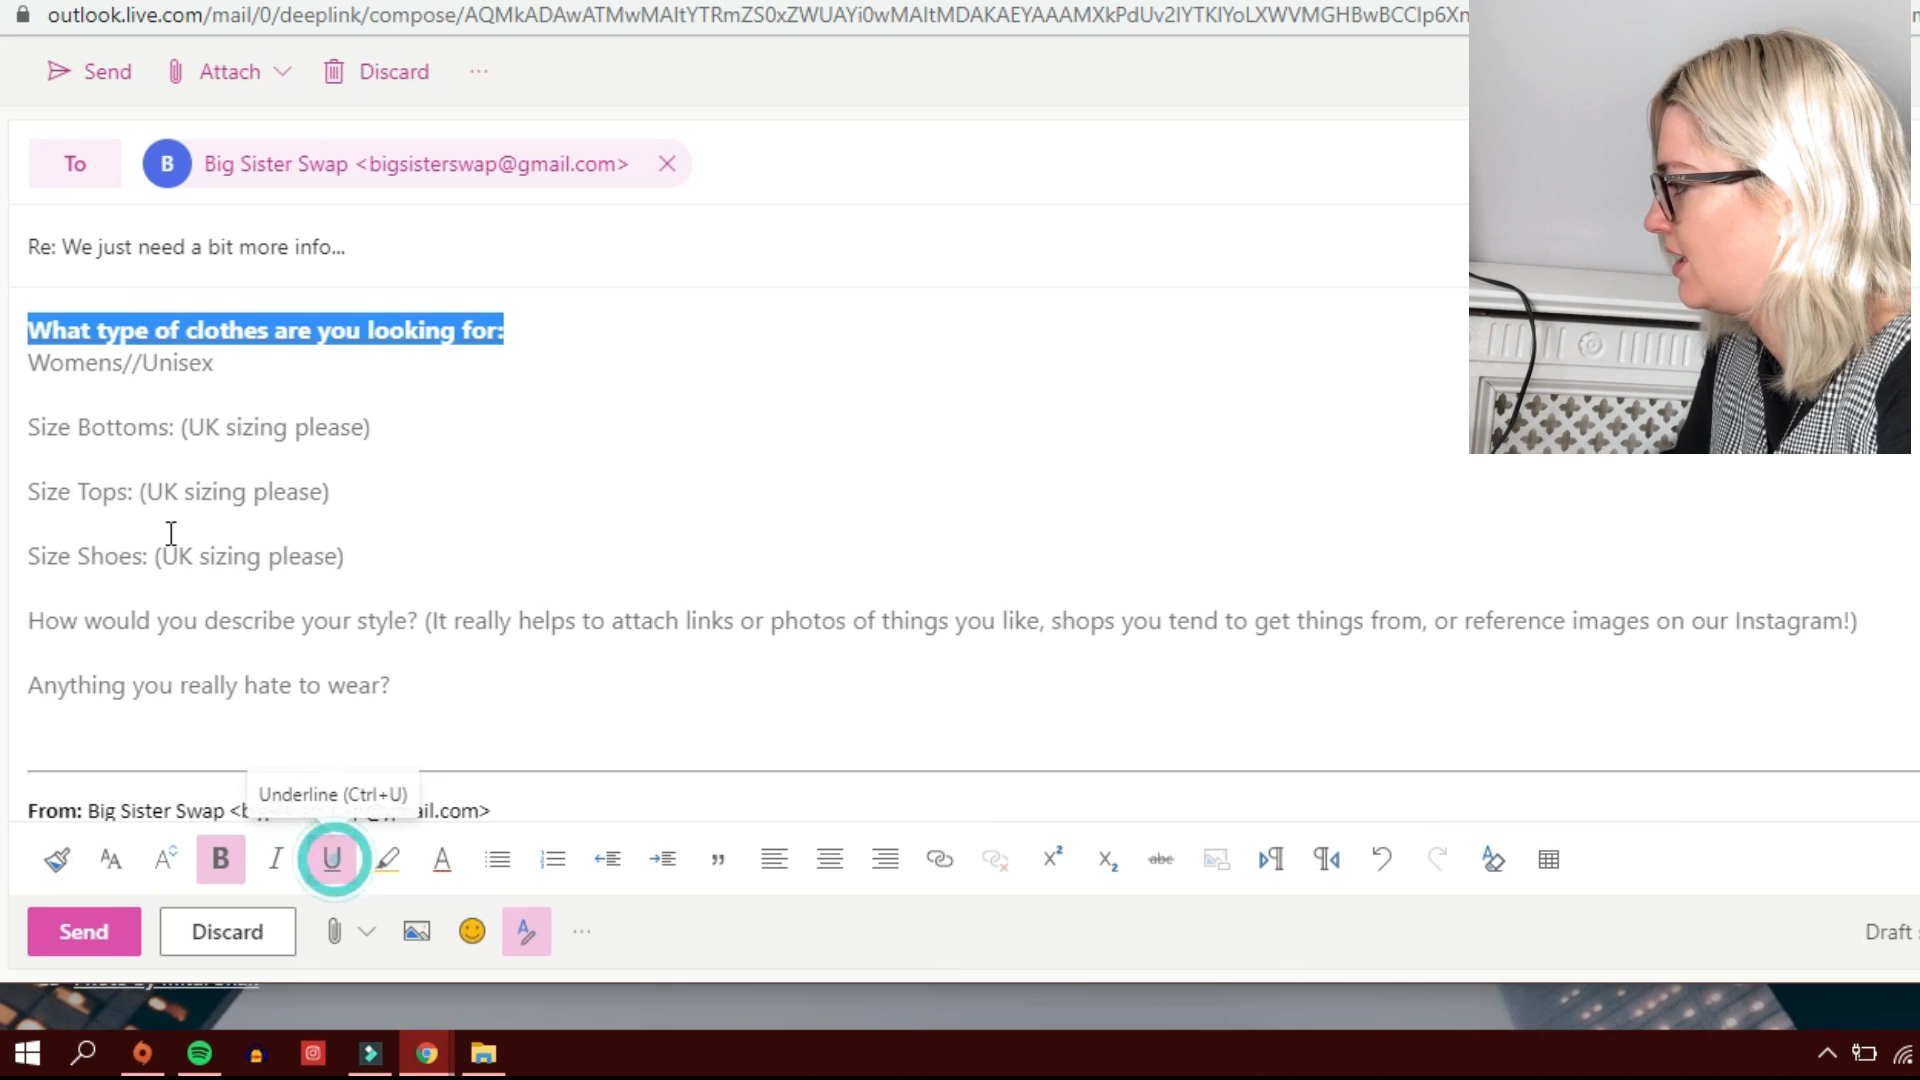 outlook.live.com/mail/0/deeplink/compose/AQMkADAwATMwMAItYTRmZS0xZWUAYi0wMAItMDAKAEYAAAMXkPdUv2IYTKIYoLXWVMGHBwBCCIp6Xn
Send Attach Discard ...
To B Big Sister Swap <bigsisterswap@gmail.com>
Re: We just need a bit more info...
What type of clothes are you looking for:
Womens//Unisex
Size Bottoms: (UK sizing please)
Size Tops: (UK sizing please)
Size Shoes: (UK sizing please)
How would you describe your style? (It really helps to attach links or photos of things you like, shops you tend to get things from, or reference images on our Instagram!)
Anything you really hate to wear?
Underline (Ctrl+U)
From: Big Sister Swap
Send Discard ... Draft